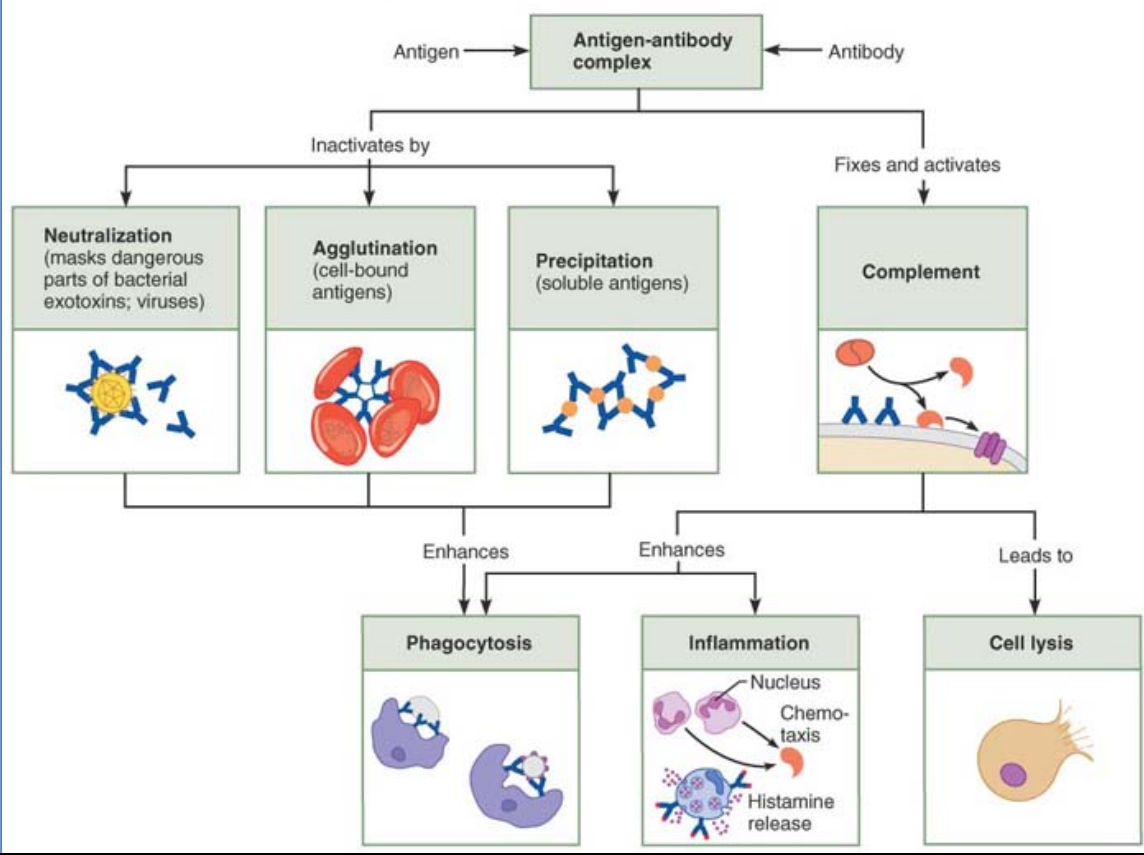 Antigen
Antigen-antibody
complex
Antibody
Inactivates by
Fixes and activates
Neutralization
(masks dangerous
parts of bacterial
exotoxins; viruses)
Agglutination
(cell-bound
antigens)
Precipitation
(soluble antigens)
Complement
Enhances
Enhances
Leads to
Phagocytosis
Inflammation
Nucleus
Chemo-
taxis
Histamine
release
Cell lysis